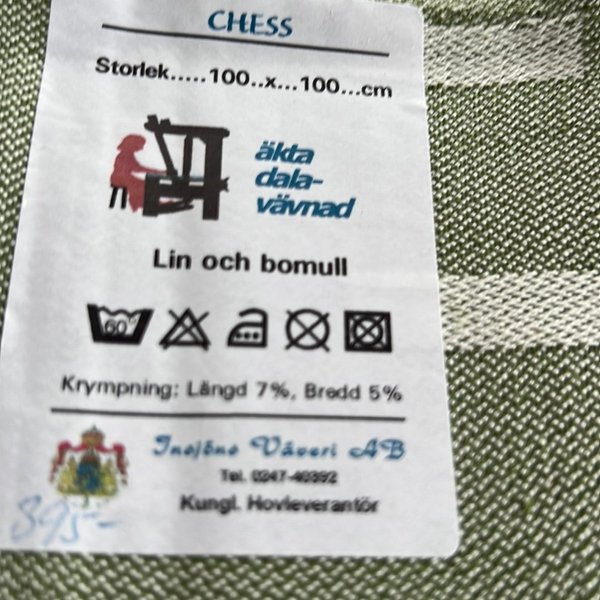 CHESS
Storlek.....100..x...100...cm
äkta
dala-
vävnad
Lin och bomull
60°
Krympning: Längd 7%, Bredd 5%
Insjöns Väveri AB
Tel. 0247-40392
Kungl. Hovleverantör
395-